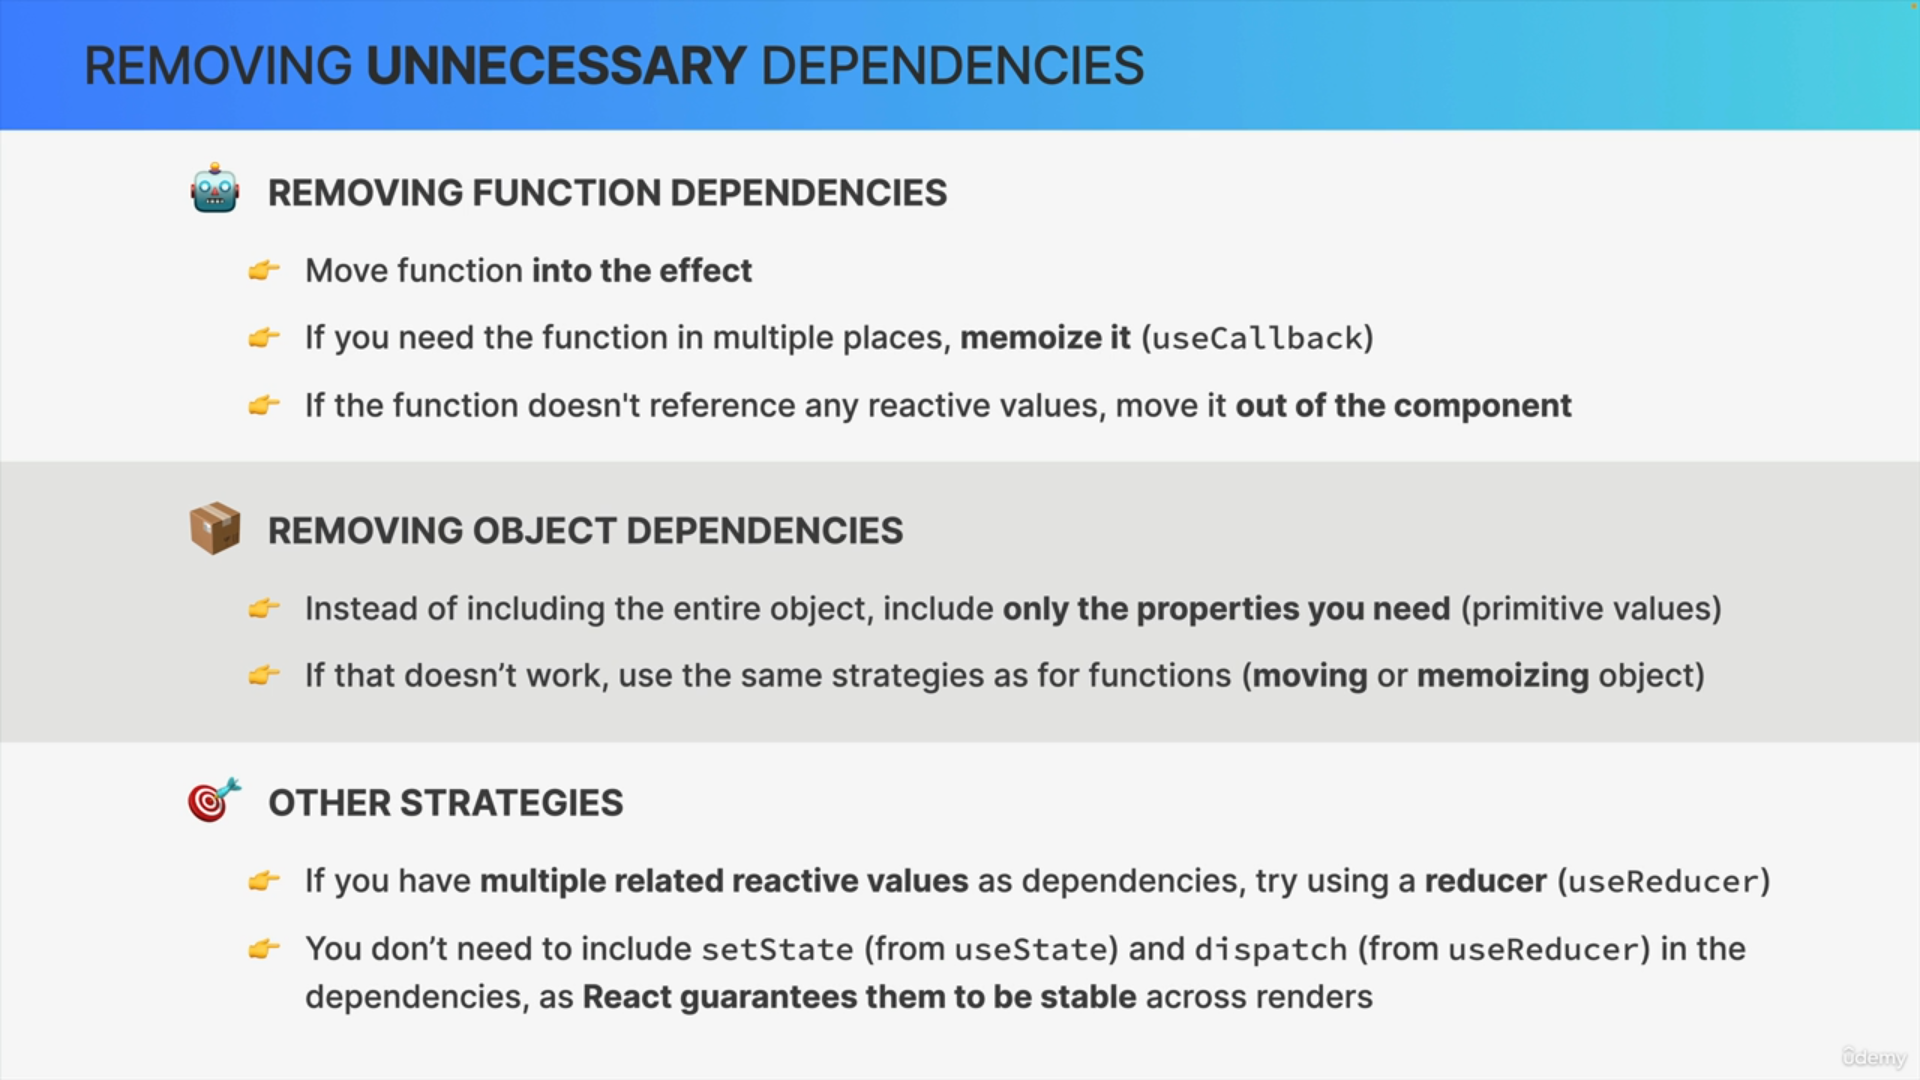 REMOVING UNNECESSARY DEPENDENCIES
REMOVING FUNCTION DEPENDENCIES
Move function into the effect
If you need the function in multiple places, memoize it (useCallback)
If the function doesn't reference any reactive values, move it out of the component
REMOVING OBJECT DEPENDENCIES
Instead of including the entire object, include only the properties you need (primitive values)
If that doesn’t work, use the same strategies as for functions (moving or memoizing object)
OTHER STRATEGIES
If you have multiple related reactive values as dependencies, try using a reducer (useReducer)
You don’t need to include setState (from useState) and dispatch (from useReducer) in the
dependencies, as React guarantees them to be stable across renders
ûdemy